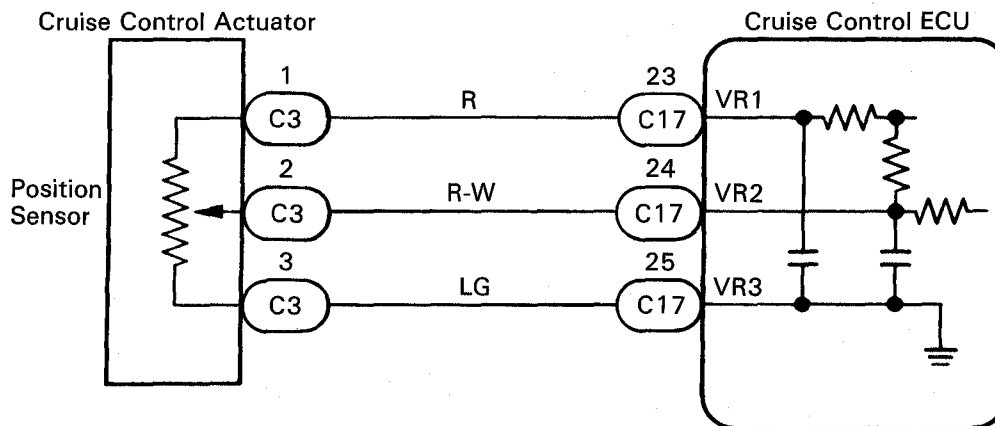 Cruise Control Actuator
Cruise Control ECU
1
C3
R
23
C17
VR1
Position
Sensor
2
C3
R-W
24
C17
VR2
3
C3
LG
25
C17
VR3